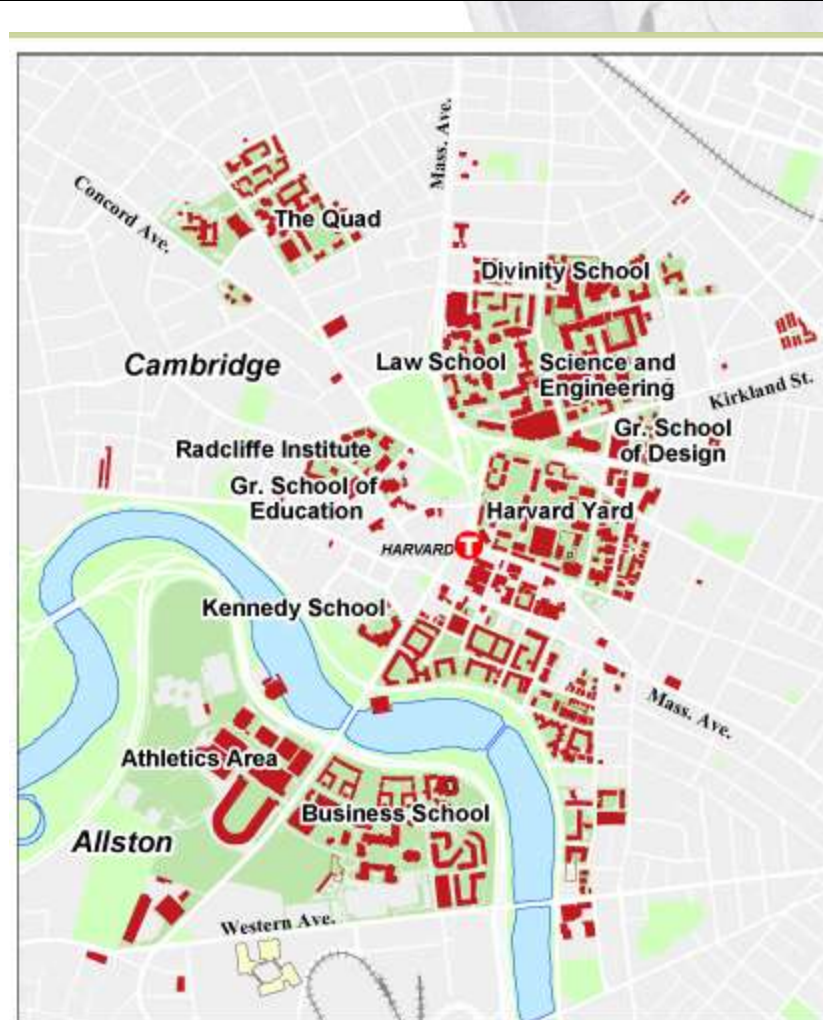 Mass. Ave.
Concord Ave.
The Quad
Divinity School
Cambridge
Law School
Science and
Engineering
Kirkland St.
Gr. School
of Design
Radcliffe Institute
Gr. School of
Education
Harvard Yard
HARVARD
T
Kennedy School
Mass. Ave.
Athletics Area
Business School
Allston
Western Ave.